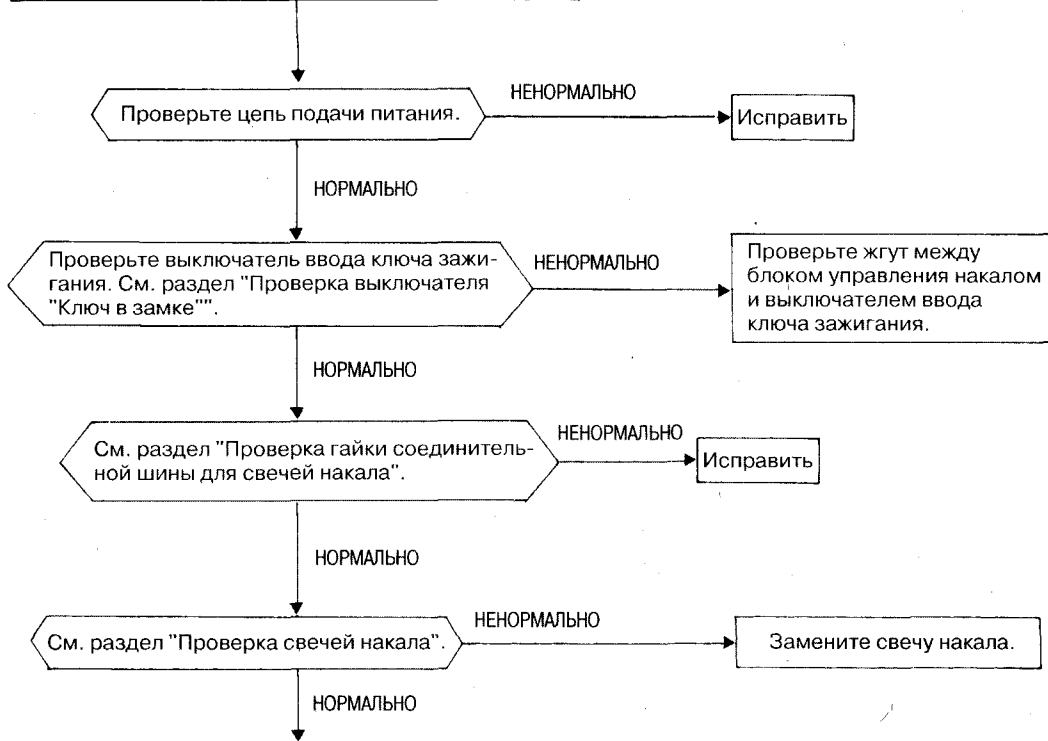 НЕНОРМАЛЬНО
Проверьте цепь подачи питания.
Исправить
НОРМАЛЬНО
Проверьте выключатель ввода ключа зажи-
гания. См. раздел "Проверка выключателя
"Ключ в замке"".
НЕНОРМАЛЬНО
Проверьте жгут между
блоком управления накалом
и выключателем ввода
ключа зажигания.
НОРМАЛЬНО
См. раздел "Проверка гайки соединитель-
ной шины для свечей накала".
НЕНОРМАЛЬНО
Исправить
НОРМАЛЬНО
См. раздел "Проверка свечей накала".
НЕНОРМАЛЬНО
Замените свечу накала.
НОРМАЛЬНО